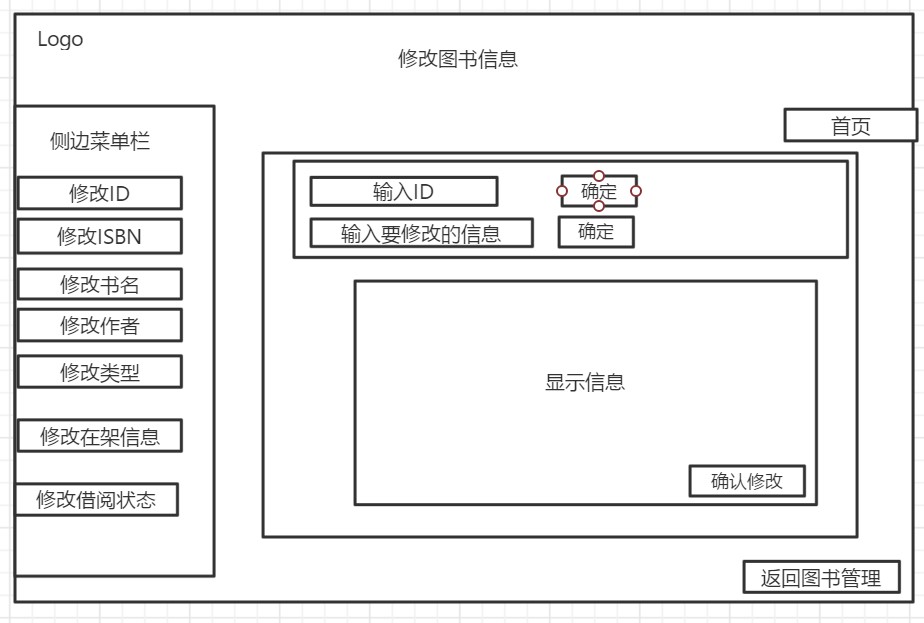 Logo
修改图书信息
首页
侧边菜单栏
修改ID
修改ISBN
修改书名
修改作者
修改类型
修改在架信息
修改借阅状态
输入ID
确定
输入要修改的信息
确定
显示信息
确认修改
返回图书管理